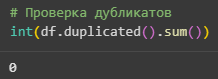 # Проверка дубликатов
int(df.duplicated().sum())
0